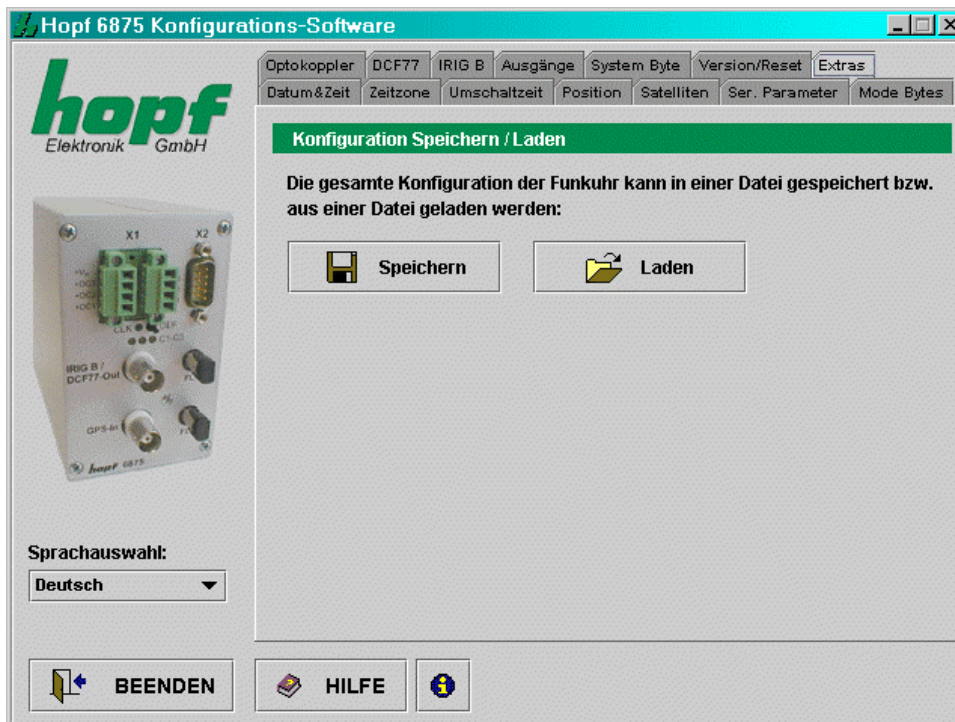 Hopf 6875 Konfigurations-Software
hopf
Elektronik GmbH
Optokoppler DCF77 IRIG B Ausgänge System Byte Version/Reset Extras
Datum&Zeit Zeitzone Umschaltzeit Position Satelliten Ser. Parameter Mode Bytes
Konfiguration Speichern / Laden
Die gesamte Konfiguration der Funkuhr kann in einer Datei gespeichert bzw.
aus einer Datei geladen werden:
Speichern Laden
X1 X2
CLK
C1-C3
IRIG B /
DCF77-Out
GPS-In
hopf 6875
Sprachauswahl:
Deutsch
BEENDEN HILFE